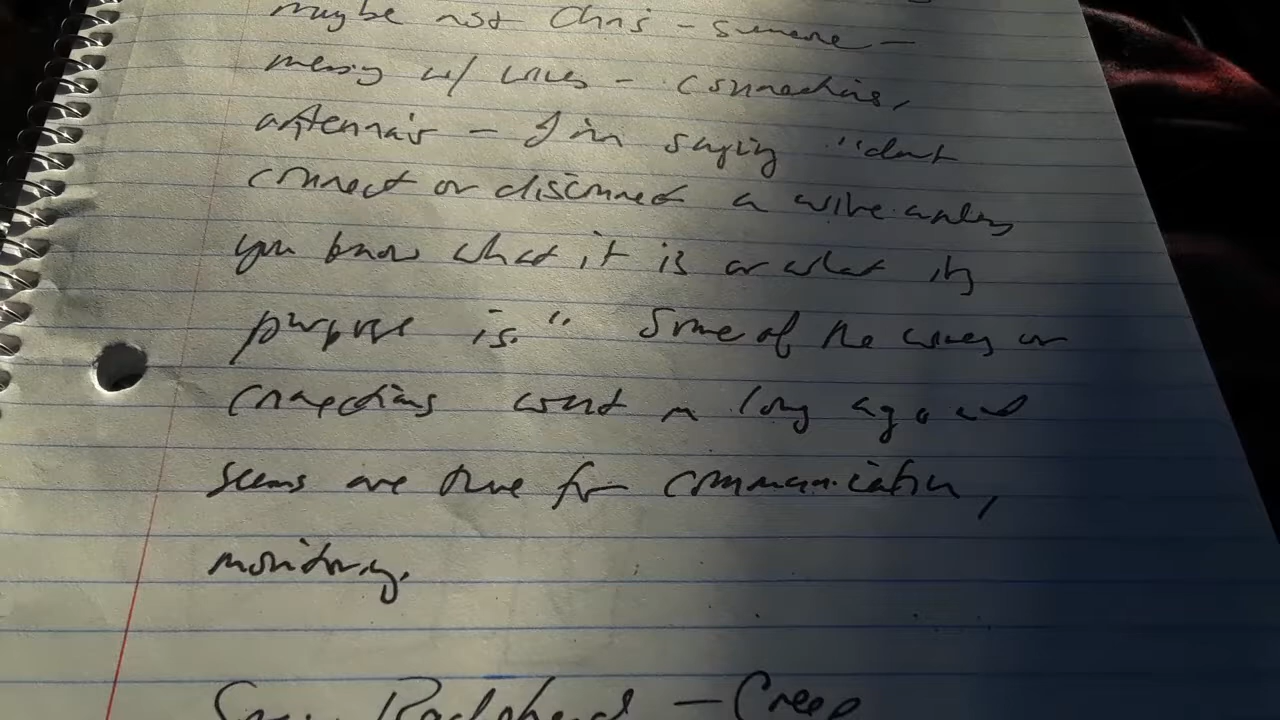 maybe not Chris - someone -
messing w/ wires - connections,
antennais - I'm saying "dont
connect or disconnect a wire unless
you know what it is or what its
purpose is." Some of the wires or
connections went in long ago and
seems are there for communication,
monitoring.
Radiohead - Creep